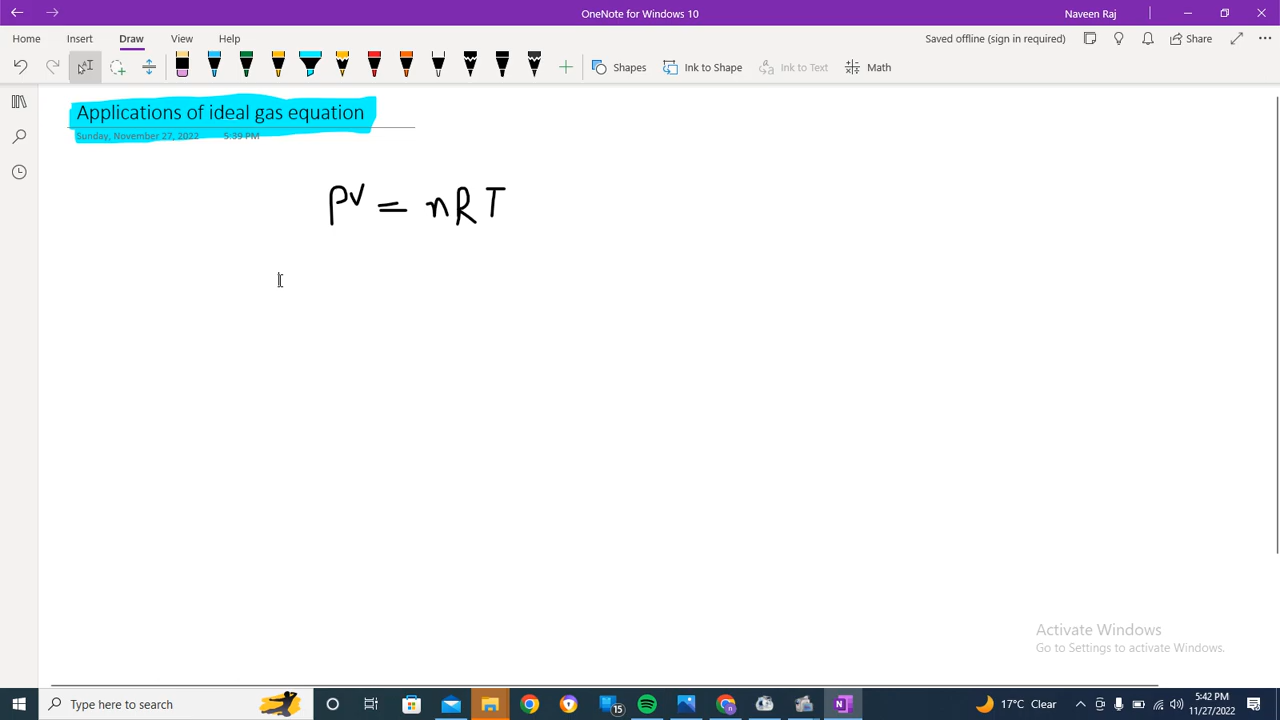 OneNote for Windows 10
Naveen Raj
Home Insert Draw View Help
Saved offline (sign in required)
Share
Shapes
Ink to Shape
Ink to Text
Math
Applications of ideal gas equation
Sunday, November 27, 2022 5:39 PM
PV = nRT
Activate Windows
Go to Settings to activate Windows.
Type here to search
15
17°C Clear
5:42 PM
11/27/2022